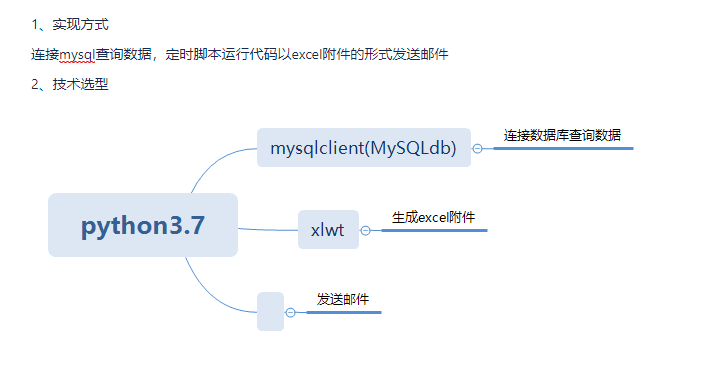 1、实现方式
连接mysql查询数据，定时脚本运行代码以excel附件的形式发送邮件
2、技术选型
mysqlclient(MySQLdb)
连接数据库查询数据
python3.7
xlwt
生成excel附件
发送邮件